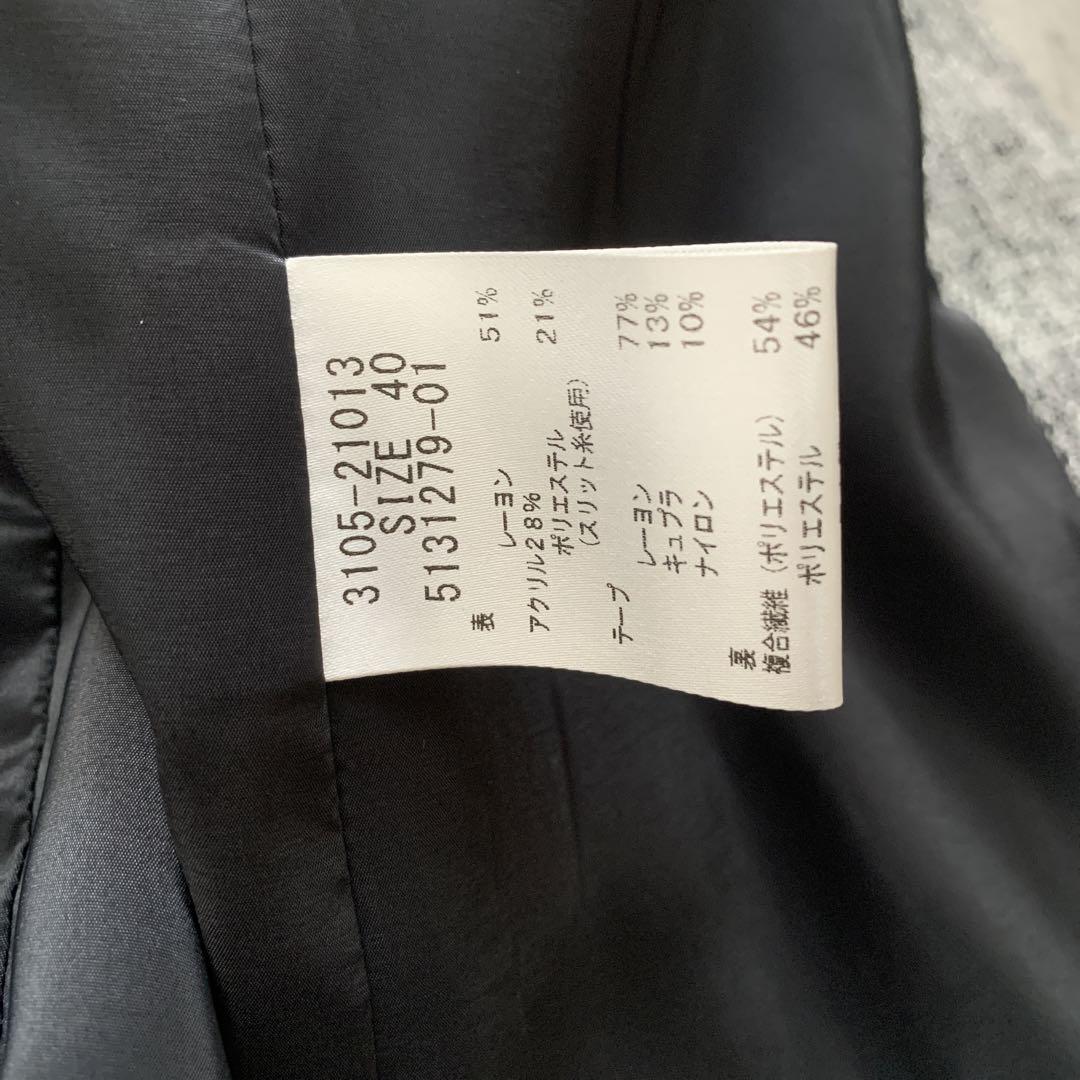 3105-21013
SIZE 40
5131279-01
表
レーヨン 51%
アクリル28%
ポリエステル 21%
(スリット糸使用)
テープ
レーヨン 77%
キュプラ 13%
ナイロン 10%
裏
複合繊維(ポリエステル) 54%
ポリエステル 46%